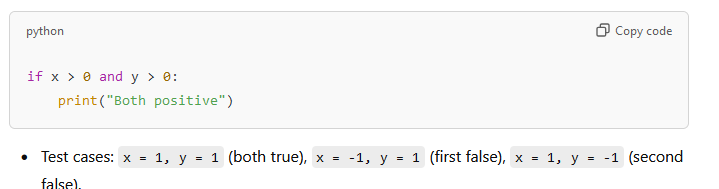 python Copy code
if x > 0 and y > 0:
    print("Both positive")
• Test cases: x = 1, y = 1 (both true), x = -1, y = 1 (first false), x = 1, y = -1 (second
false).